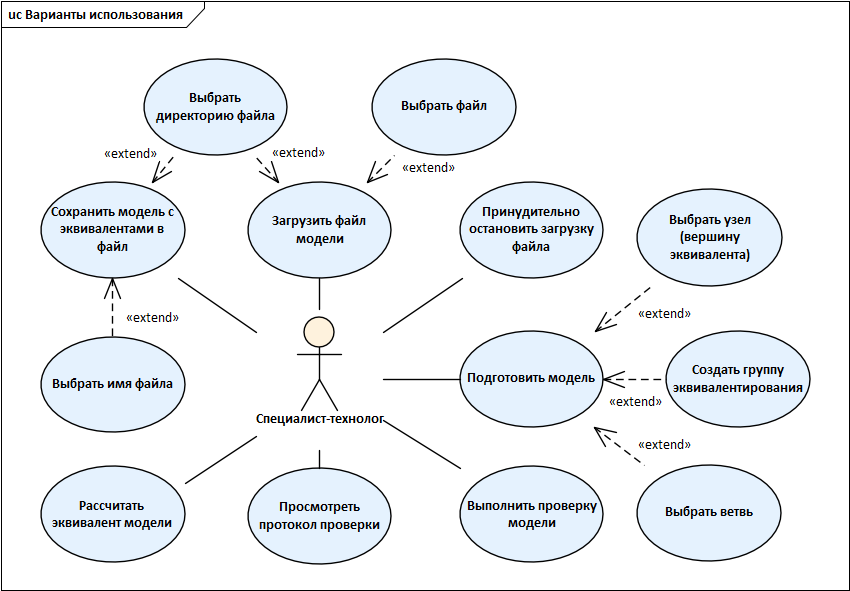 uc Варианты использования
Выбрать
директорию файла
Выбрать файл
«extend»
«extend»
«extend»
Сохранить модель с
эквивалентами в
файл
Загрузить файл
модели
Принудительно
остановить загрузку
файла
Выбрать узел
(вершину
эквивалента)
«extend»
«extend»
Выбрать имя файла
Подготовить модель
Создать группу
эквивалентирования
«extend»
Специалист-технолог
«extend»
Рассчитать
эквивалент модели
Просмотреть
протокол проверки
Выполнить проверку
модели
Выбрать ветвь